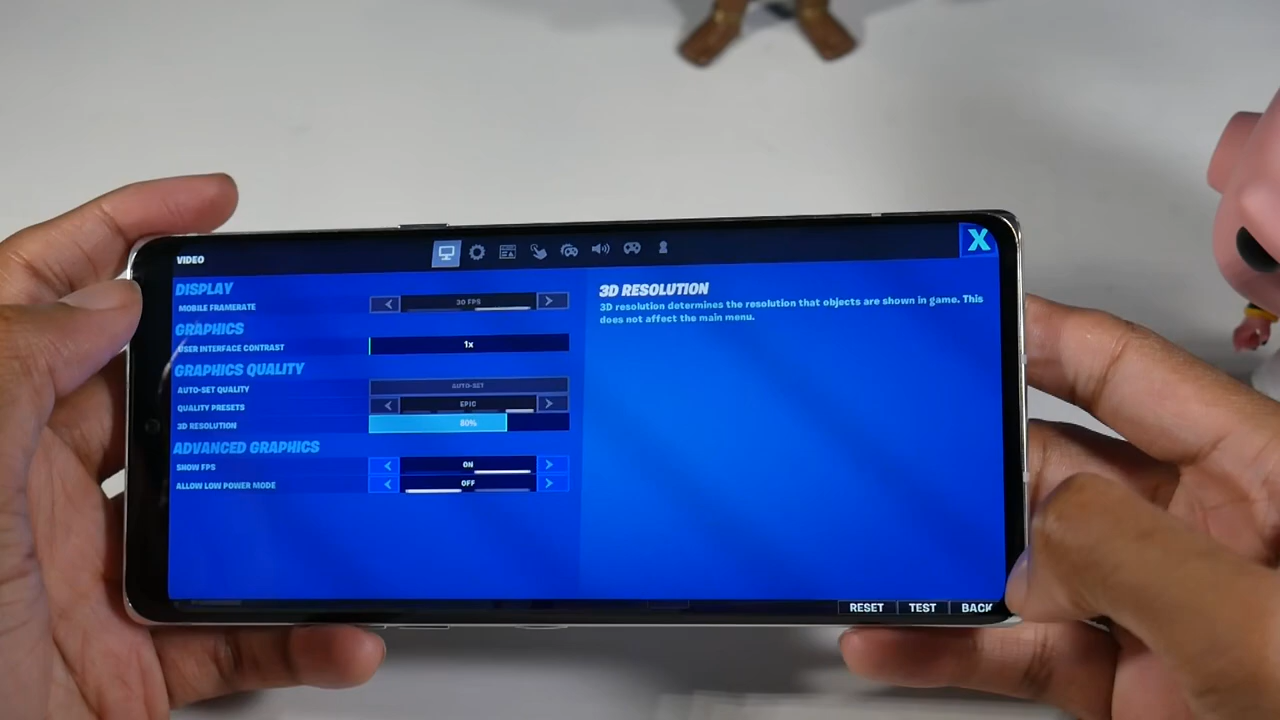 VIDEO
X
DISPLAY
MOBILE FRAMERATE
30 FPS
GRAPHICS
USER INTERFACE CONTRAST
1x
GRAPHICS QUALITY
AUTO-SET QUALITY
AUTO-SET
QUALITY PRESETS
EPIC
3D RESOLUTION
80%
ADVANCED GRAPHICS
SHOW FPS
ON
ALLOW LOW POWER MODE
OFF
3D RESOLUTION
3D resolution determines the resolution that objects are shown in game. This
does not affect the main menu.
RESET
TEST
BACK